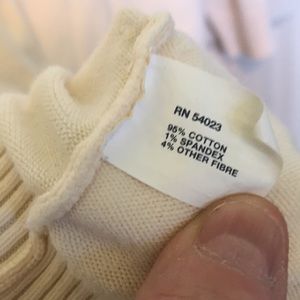 RN 54023
95% COTTON
1% SPANDEX
4% OTHER FIBRE